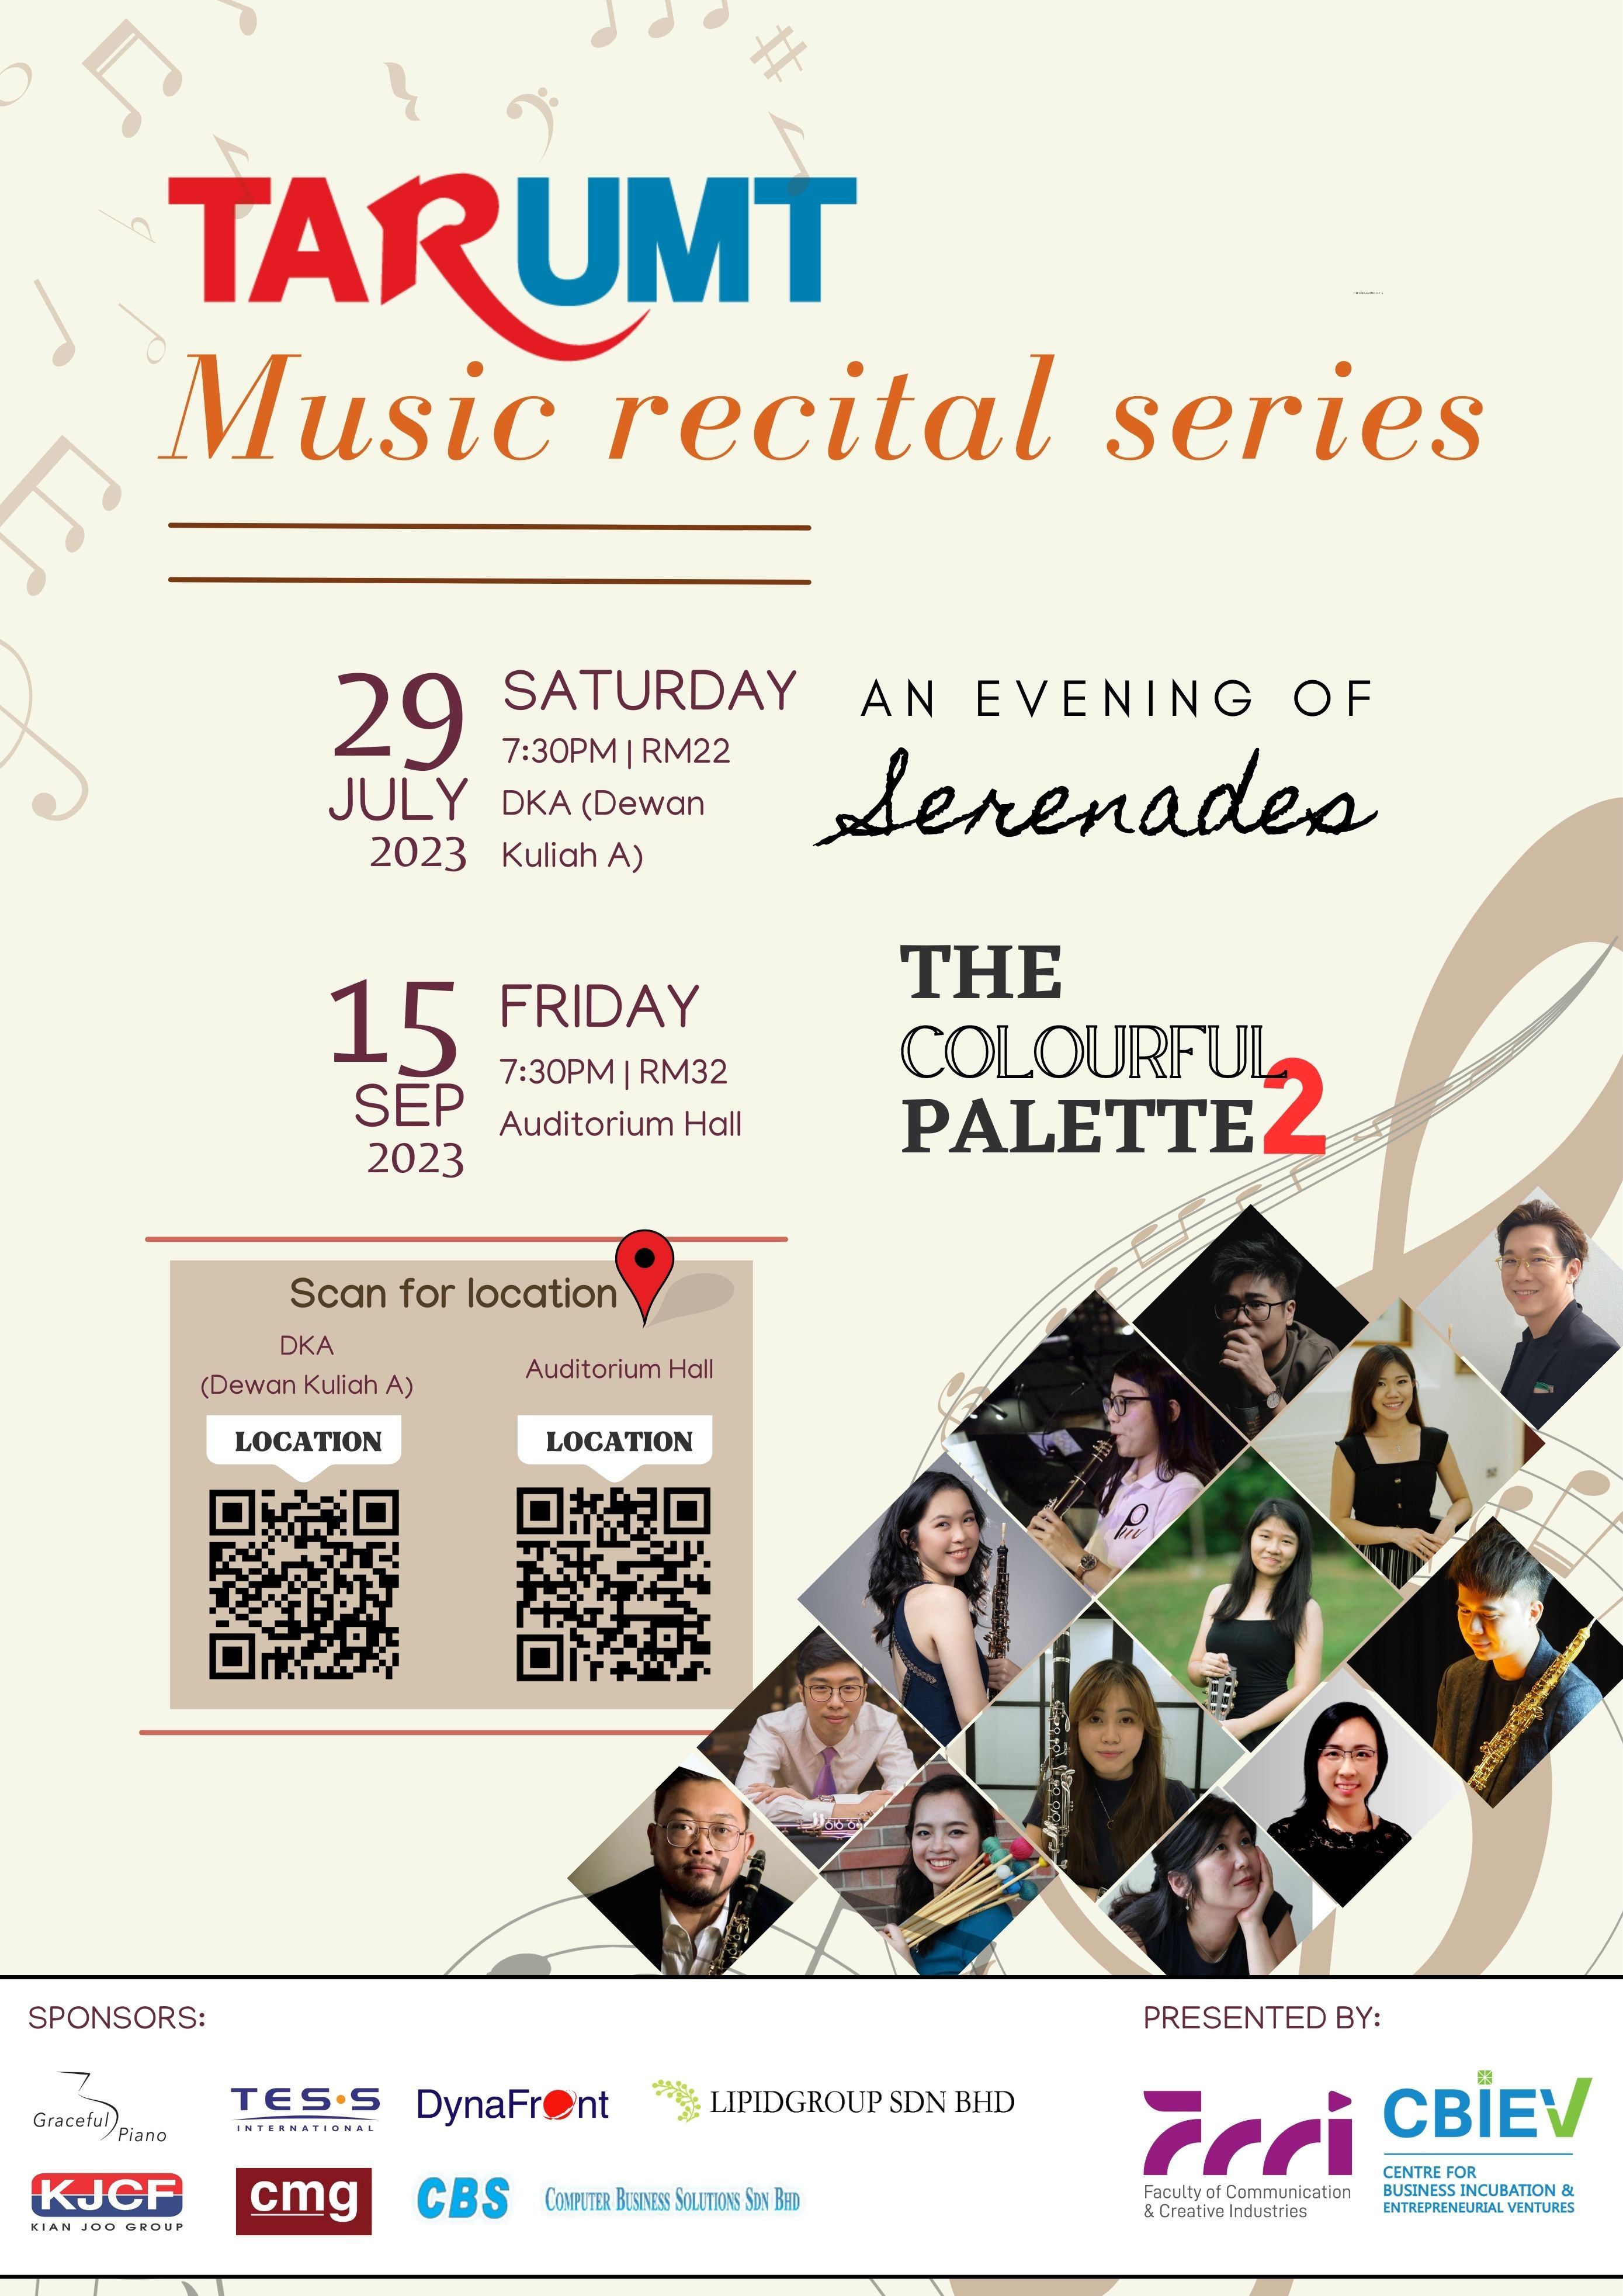 TARUMT
Music recital series
29
JULY
2023
SATURDAY
7:30PM | RM22
DKA (Dewan
Kuliah A)
AN EVENING OF
Serenades
15
SEP
2023
FRIDAY
7:30PM | RM32
Auditorium Hall
THE
COLOURFUL
PALETTE2
Scan for location
DKA
(Dewan Kuliah A)
LOCATION
Auditorium Hall
LOCATION
SPONSORS:
Graceful
Piano
TES·S
INTERNATIONAL
DynaFront
LIPIDGROUP SDN BHD
KJCF
KIAN JOO GROUP
cmg
CBS
COMPUTER BUSINESS SOLUTIONS SDN BHD
PRESENTED BY:
fcci
Faculty of Communication
& Creative Industries
CBIEV
CENTRE FOR
BUSINESS INCUBATION &
ENTREPRENEURIAL VENTURES